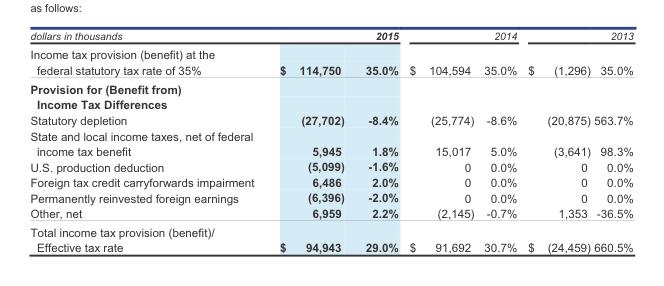 as follows:
dollars in thousands 2015 2014 2013
Income tax provision (benefit) at the
federal statutory tax rate of 35% $ 114,750 35.0% $ 104,594 35.0% $ (1,296) 35.0%
Provision for (Benefit from)
Income Tax Differences
Statutory depletion (27,702) -8.4% (25,774) -8.6% (20,875) 563.7%
State and local income taxes, net of federal
income tax benefit 5,945 1.8% 15,017 5.0% (3,641) 98.3%
U.S. production deduction (5,099) -1.6% 0 0.0% 0 0.0%
Foreign tax credit carryforwards impairment 6,486 2.0% 0 0.0% 0 0.0%
Permanently reinvested foreign earnings (6,396) -2.0% 0 0.0% 0 0.0%
Other, net 6,959 2.2% (2,145) -0.7% 1,353 -36.5%
Total income tax provision (benefit)/
Effective tax rate $ 94,943 29.0% $ 91,692 30.7% $ (24,459) 660.5%